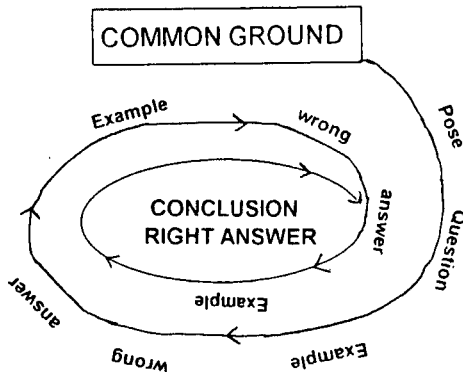 COMMON GROUND
Pose
Question
Example
wrong
answer
Example
wrong
answer
Example
CONCLUSION
RIGHT ANSWER